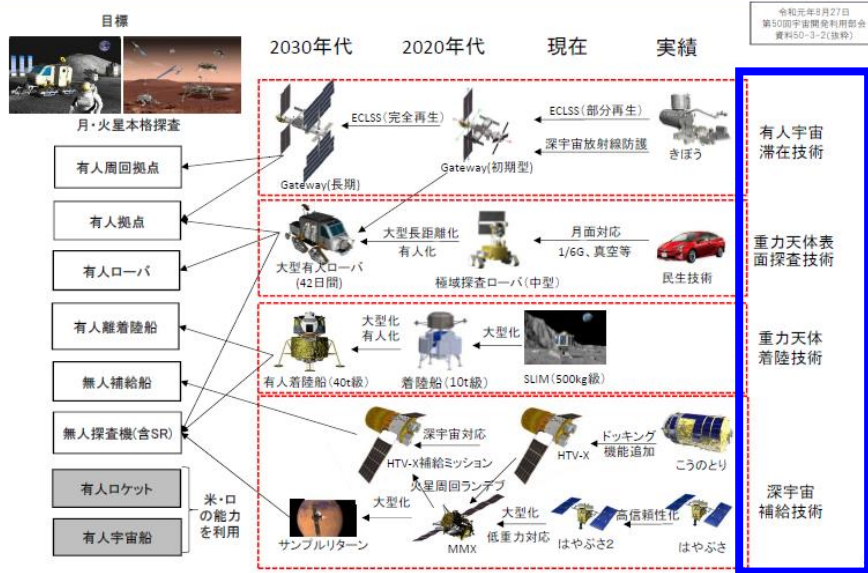 令和元年8月27日
第50回宇宙開発利用部会
資料50-3-2(抜粋)
目標
2030年代
2020年代
現在
実績
月・火星本格探査
有人周回拠点
有人拠点
有人ローバ
有人離着陸船
無人補給船
無人探査機(含SR)
有人ロケット
有人宇宙船
米・ロ
の能力
を利用
ECLSS(完全再生)
ECLSS(部分再生)
深宇宙放射線防護
Gateway(長期)
Gateway(初期型)
きぼう
有人宇宙
滞在技術
大型長距離化
有人化
月面対応
1/6G、真空等
大型有人ローバ
(42日間)
極域探査ローバ(中型)
民生技術
重力天体表
面探査技術
大型化
有人化
大型化
有人着陸船(40t級)
着陸船(10t級)
SLIM(500kg級)
重力天体
着陸技術
深宇宙対応
ドッキング
機能追加
HTV-X補給ミッション
HTV-X
こうのとり
火星周回ランデブ
大型化
大型化
低重力対応
高信頼性化
サンプルリターン
MMX
はやぶさ2
はやぶさ
深宇宙
補給技術